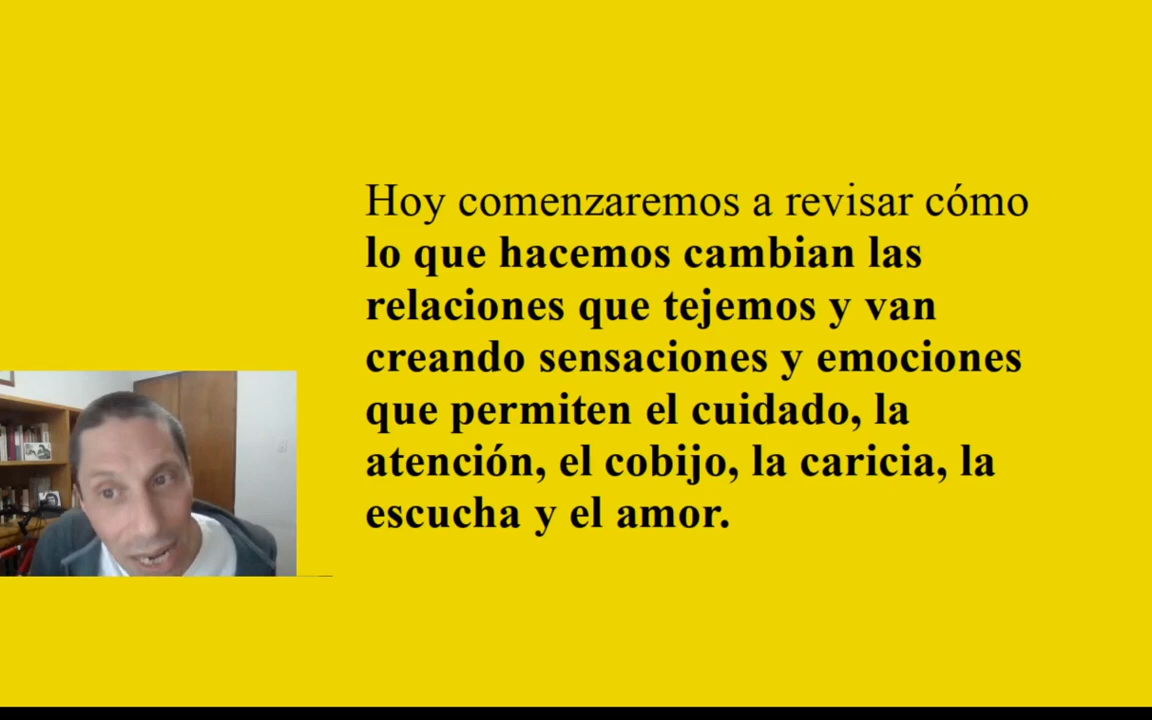 Hoy comenzaremos a revisar cómo
lo que hacemos cambian las
relaciones que tejemos y van
creando sensaciones y emociones
que permiten el cuidado, la
atención, el cobijo, la caricia, la
escucha y el amor.